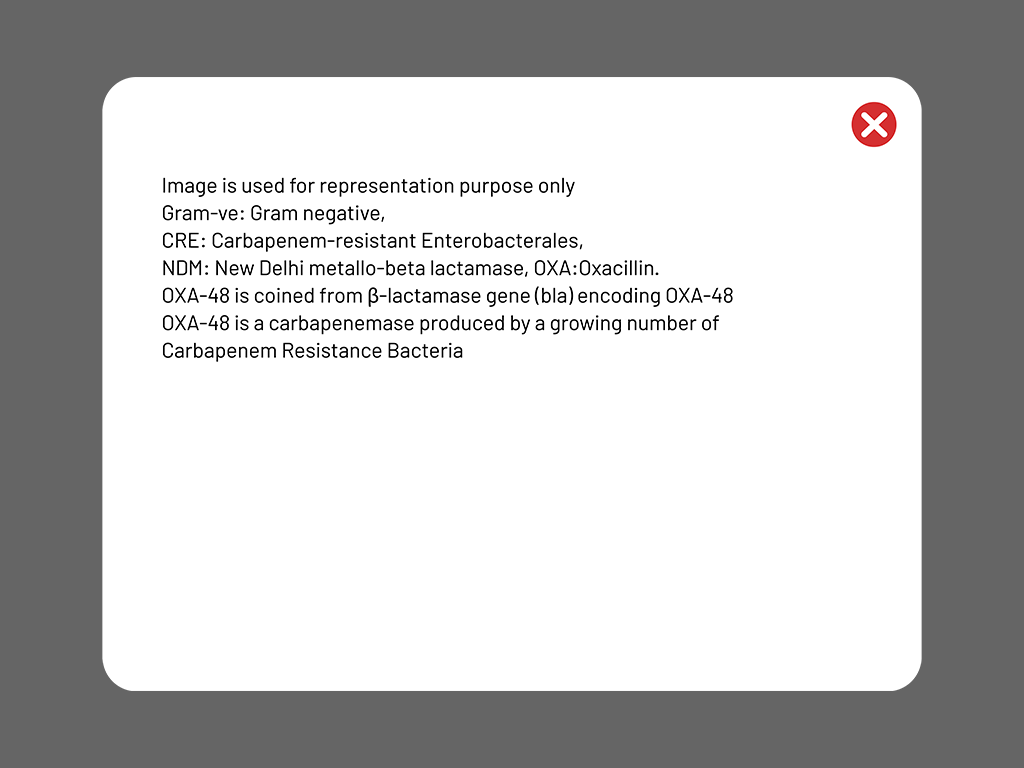 Image is used for representation purpose only
Gram-ve: Gram negative,
CRE: Carbapenem-resistant Enterobacterales,
NDM: New Delhi metallo-beta lactamase, OXA:Oxacillin.
OXA-48 is coined from β-lactamase gene (bla) encoding OXA-48
OXA-48 is a carbapenemase produced by a growing number of
Carbapenem Resistance Bacteria